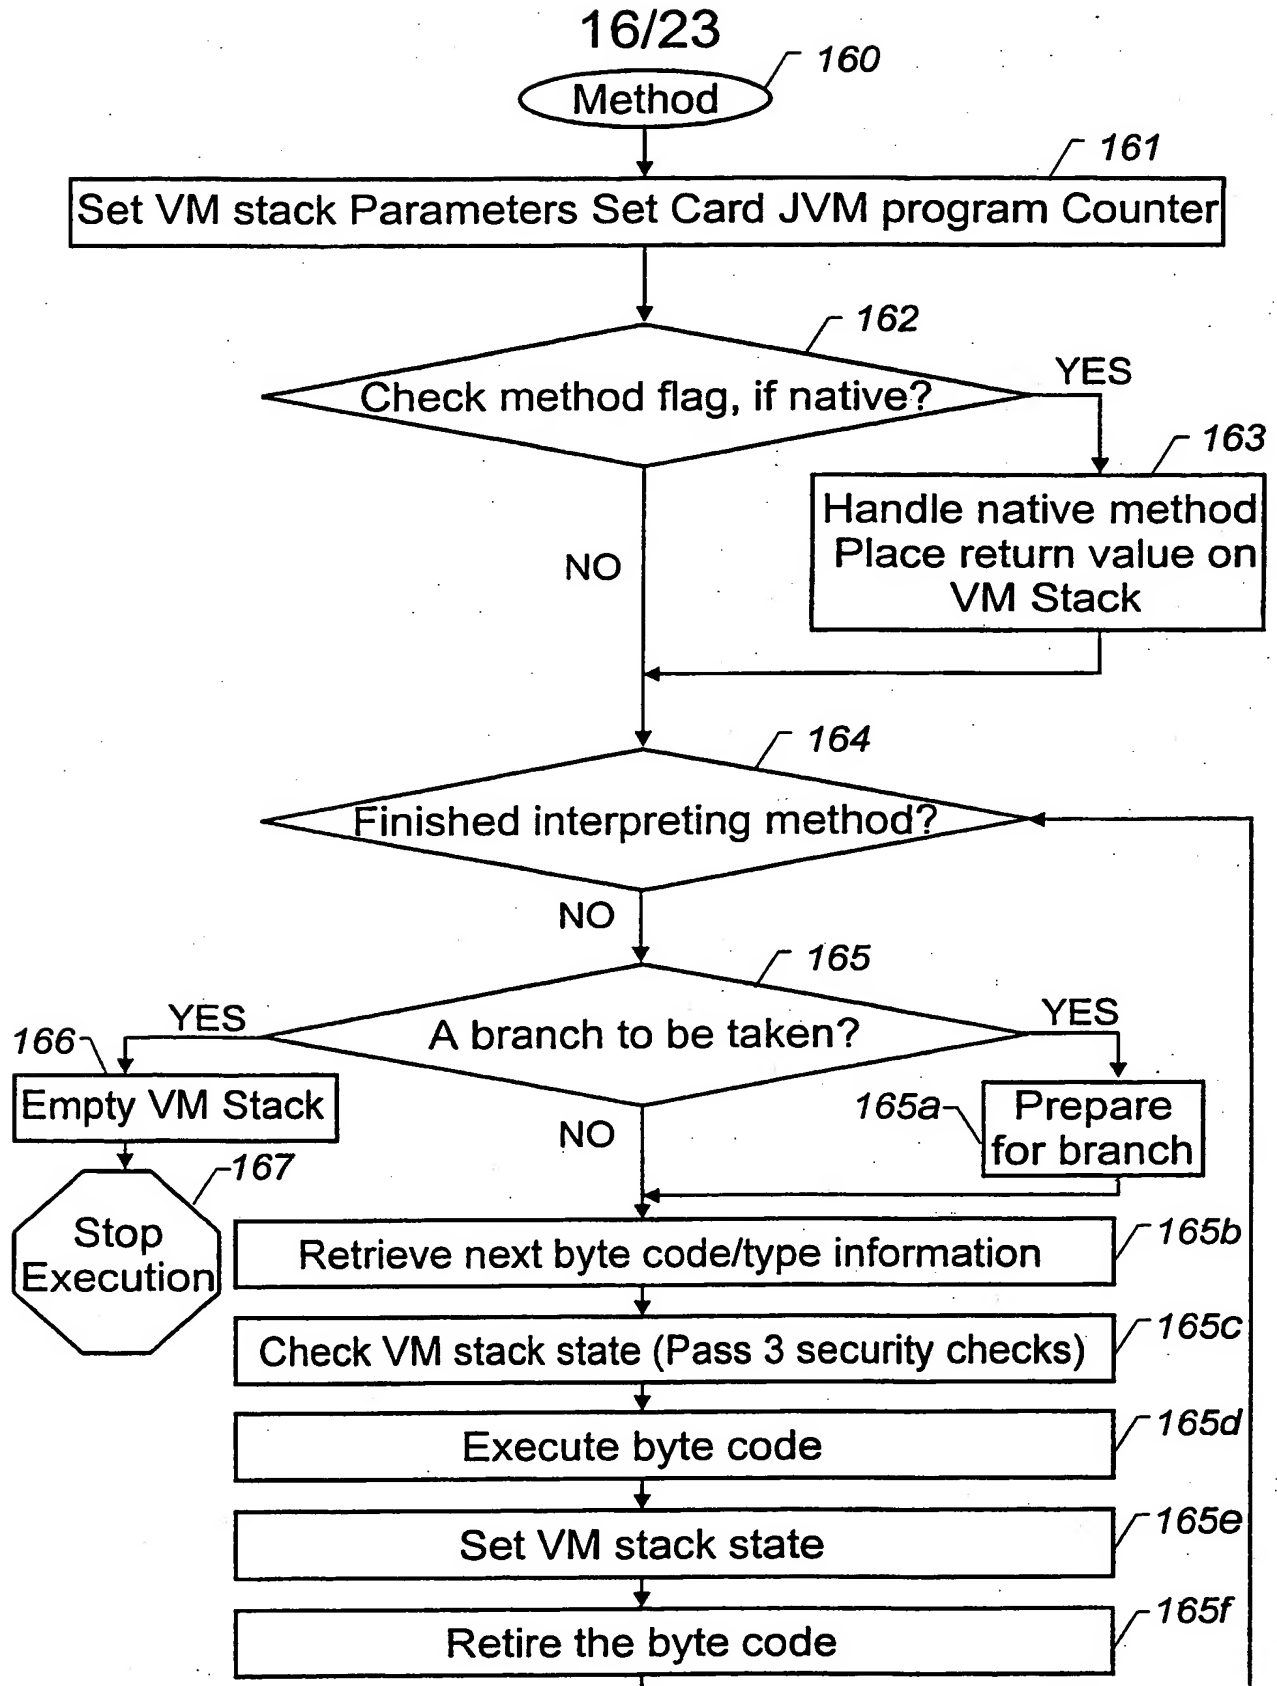 16/23
160
Method
161
Set VM stack Parameters Set Card JVM program Counter
162
Check method flag, if native?
YES
163
Handle native method
Place return value on
VM Stack
NO
164
Finished interpreting method?
NO
165
A branch to be taken?
YES
YES
166
Empty VM Stack
165a
Prepare
for branch
NO
167
Stop
Execution
165b
Retrieve next byte code/type information
165c
Check VM stack state (Pass 3 security checks)
165d
Execute byte code
165e
Set VM stack state
165f
Retire the byte code